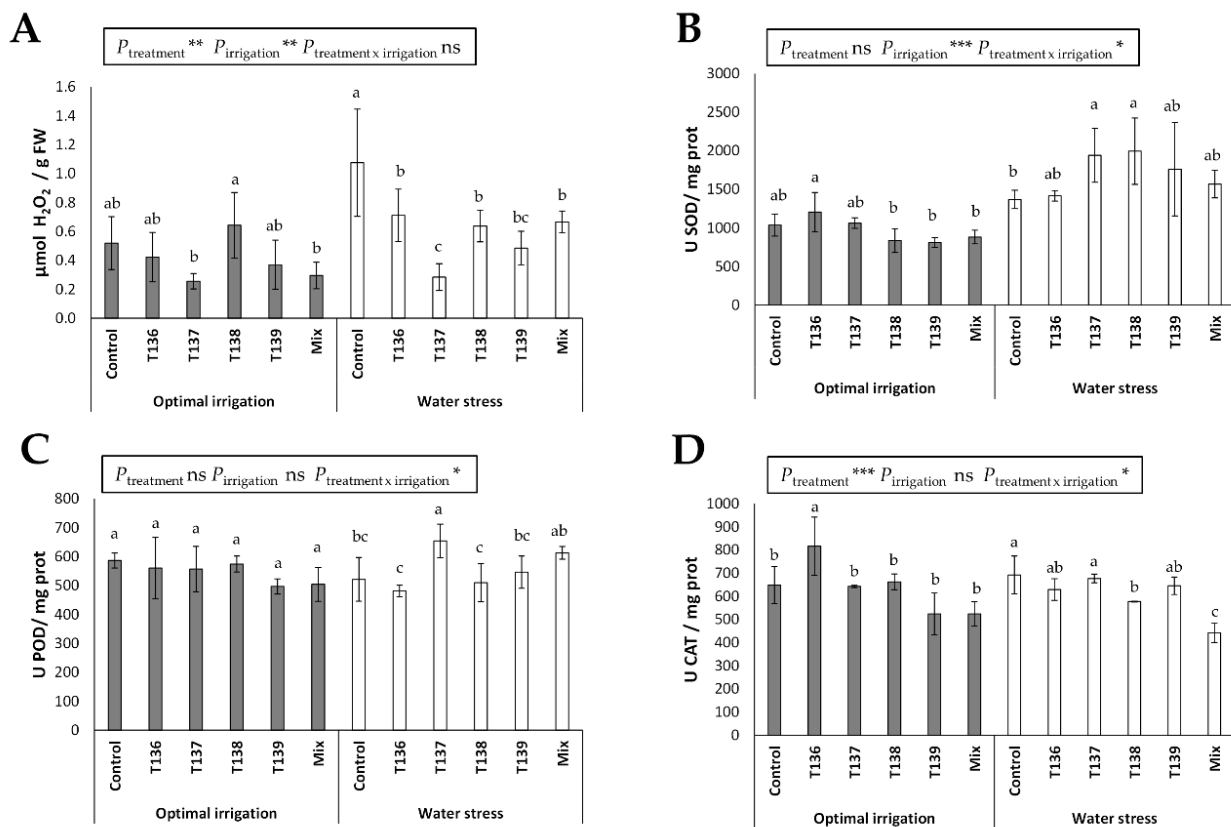 A
P treatment ** P irrigation ** P treatment x irrigation ns
μmol H₂O₂ / g FW
1.6
1.4
1.2
1.0
0.8
0.6
0.4
0.2
0.0
ab ab b a ab b a b c b bc b
Control T136 T137 T138 T139 Mix Control T136 T137 T138 T139 Mix
Optimal irrigation Water stress
B
P treatment ns P irrigation *** P treatment x irrigation *
U SOD/ mg prot
3000
2500
2000
1500
1000
500
0
ab a ab b b b b ab a a ab ab
Control T136 T137 T138 T139 Mix Control T136 T137 T138 T139 Mix
Optimal irrigation Water stress
C
P treatment ns P irrigation ns P treatment x irrigation *
U POD/ mg prot
800
700
600
500
400
300
200
100
0
a a a a a a bc c a c bc ab
Control T136 T137 T138 T139 Mix Control T136 T137 T138 T139 Mix
Optimal irrigation Water stress
D
P treatment *** P irrigation ns P treatment x irrigation *
U CAT / mg prot
1000
900
800
700
600
500
400
300
200
100
0
b a b b b b a ab a b ab c
Control T136 T137 T138 T139 Mix Control T136 T137 T138 T139 Mix
Optimal irrigation Water stress